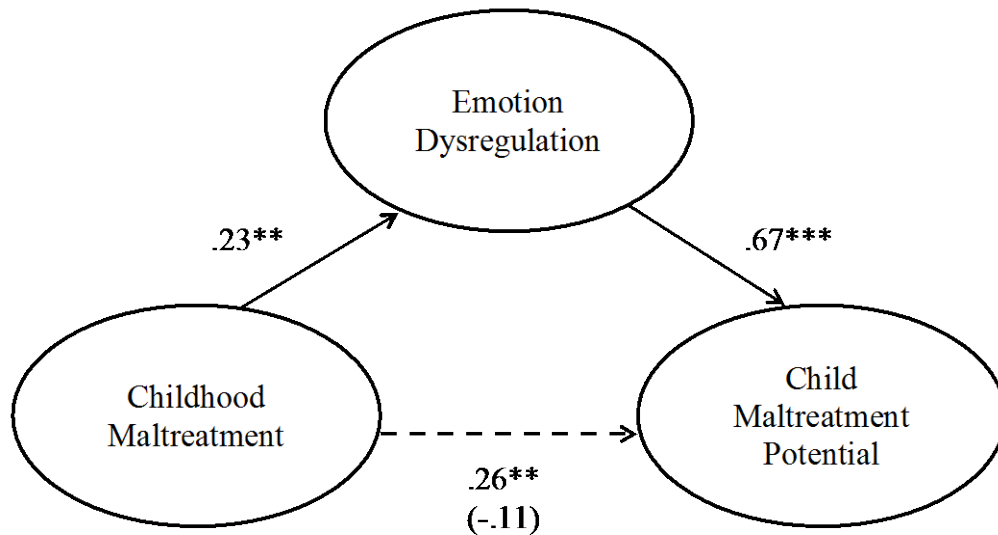 Emotion
Dysregulation
.23**
.67***
Childhood
Maltreatment
Child
Maltreatment
Potential
.26**
(-.11)